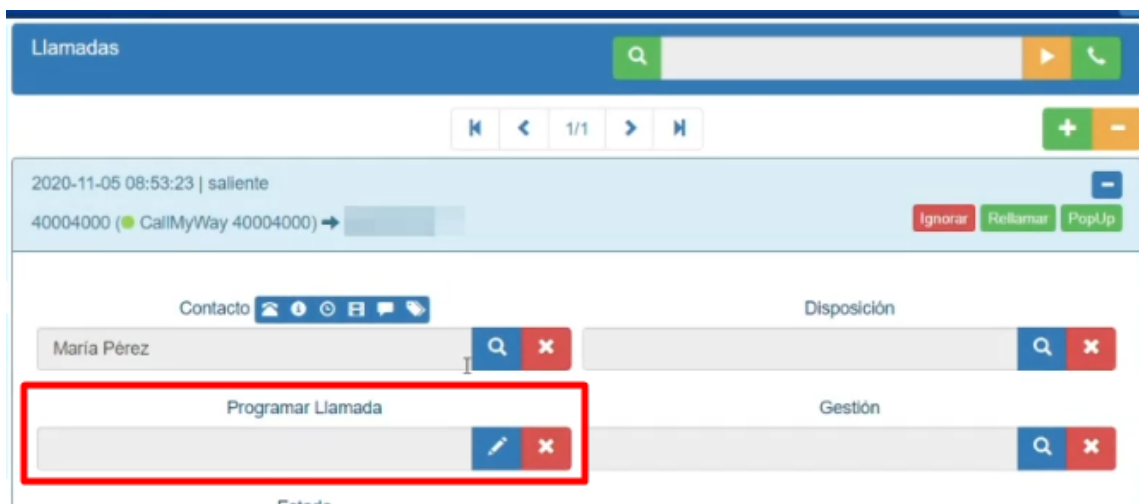 Llamadas
1/1
2020-11-05 08:53:23 | saliente
40004000 (CallMyWay 40004000)
Ignorar Rellamar PopUp
Contacto Disposición
María Pérez
Programar Llamada Gestión
Estado